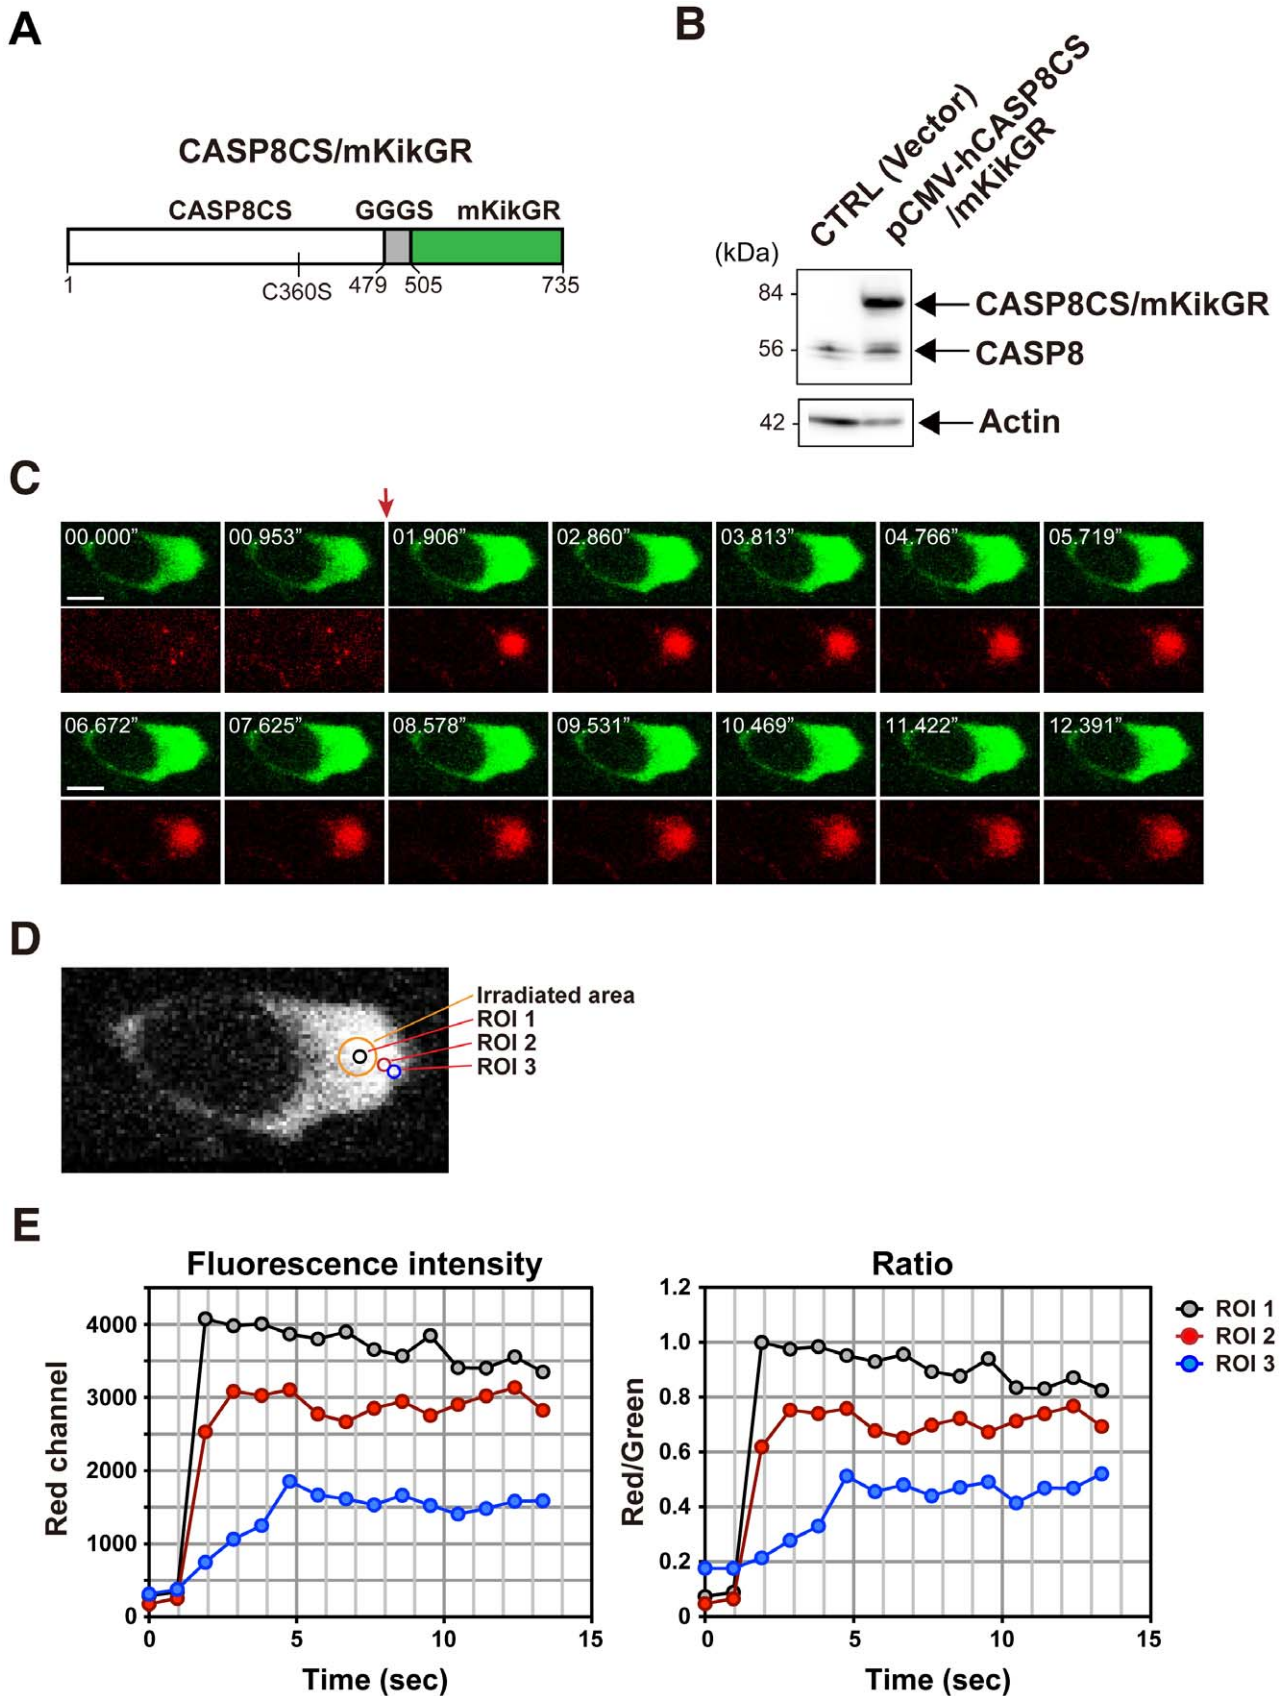 A
CASP8CS/mKikGR
CASP8CS GGGS mKikGR
1 C360S 479 505 735
B
CTRL (Vector)
pCMV-hCASP8CS
/mKikGR
(kDa)
84 CASP8CS/mKikGR
56 CASP8
42 Actin
C
00.000” 00.953” 01.906” 02.860” 03.813” 04.766” 05.719”
06.672” 07.625” 08.578” 09.531” 10.469” 11.422” 12.391”
D
Irradiated area
ROI 1
ROI 2
ROI 3
E
Fluorescence intensity
Red channel
4000
3000
2000
1000
0
0 5 10 15
Time (sec)
Ratio
Red/Green
1.2
1.0
0.8
0.6
0.4
0.2
0
0 5 10 15
Time (sec)
ROI 1
ROI 2
ROI 3